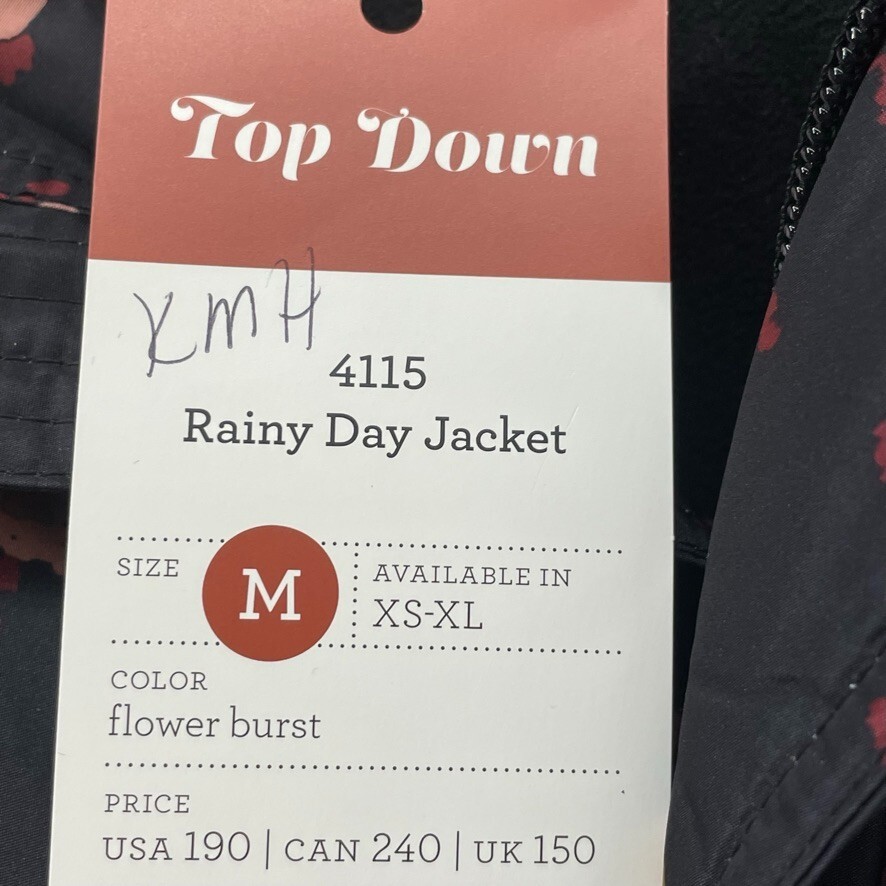 Top Down
KMH
4115
Rainy Day Jacket
SIZE
M
AVAILABLE IN
XS-XL
COLOR
flower burst
PRICE
USA 190 | CAN 240 | UK 150